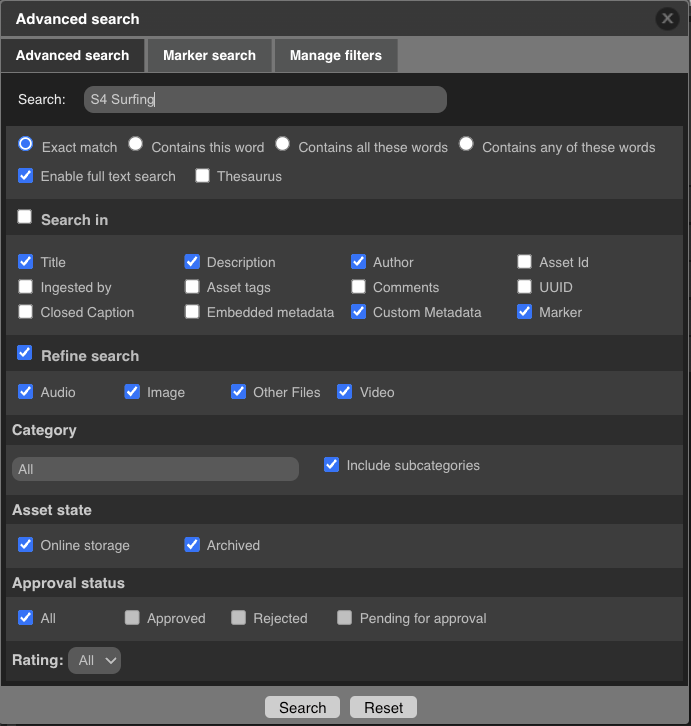 Advanced search
Advanced search Marker search Manage filters
Search: S4 Surfing
Exact match Contains this word Contains all these words Contains any of these words
Enable full text search Thesaurus
Search in
Title Description Author Asset Id
Ingested by Asset tags Comments UUID
Closed Caption Embedded metadata Custom Metadata Marker
Refine search
Audio Image Other Files Video
Category
All Include subcategories
Asset state
Online storage Archived
Approval status
All Approved Rejected Pending for approval
Rating: All
Search Reset